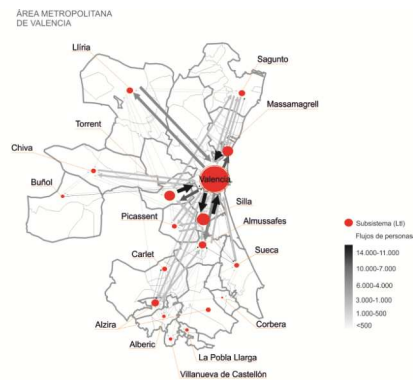 ÁREA METROPOLITANA
DE VALENCIA
Llíria
Sagunto
Massamagrell
Torrent
Chiva
Buñol
Valencia
Silla
Picassent
Almussafes
Carlet
Sueca
Alzira
Corbera
Alberic
La Pobla Llarga
Villanueva de Castellón
Subsistema (Ltl)
Flujos de personas
14.000-11.000
10.000-7.000
6.000-4.000
3.000-1.000
1.000-500
<500